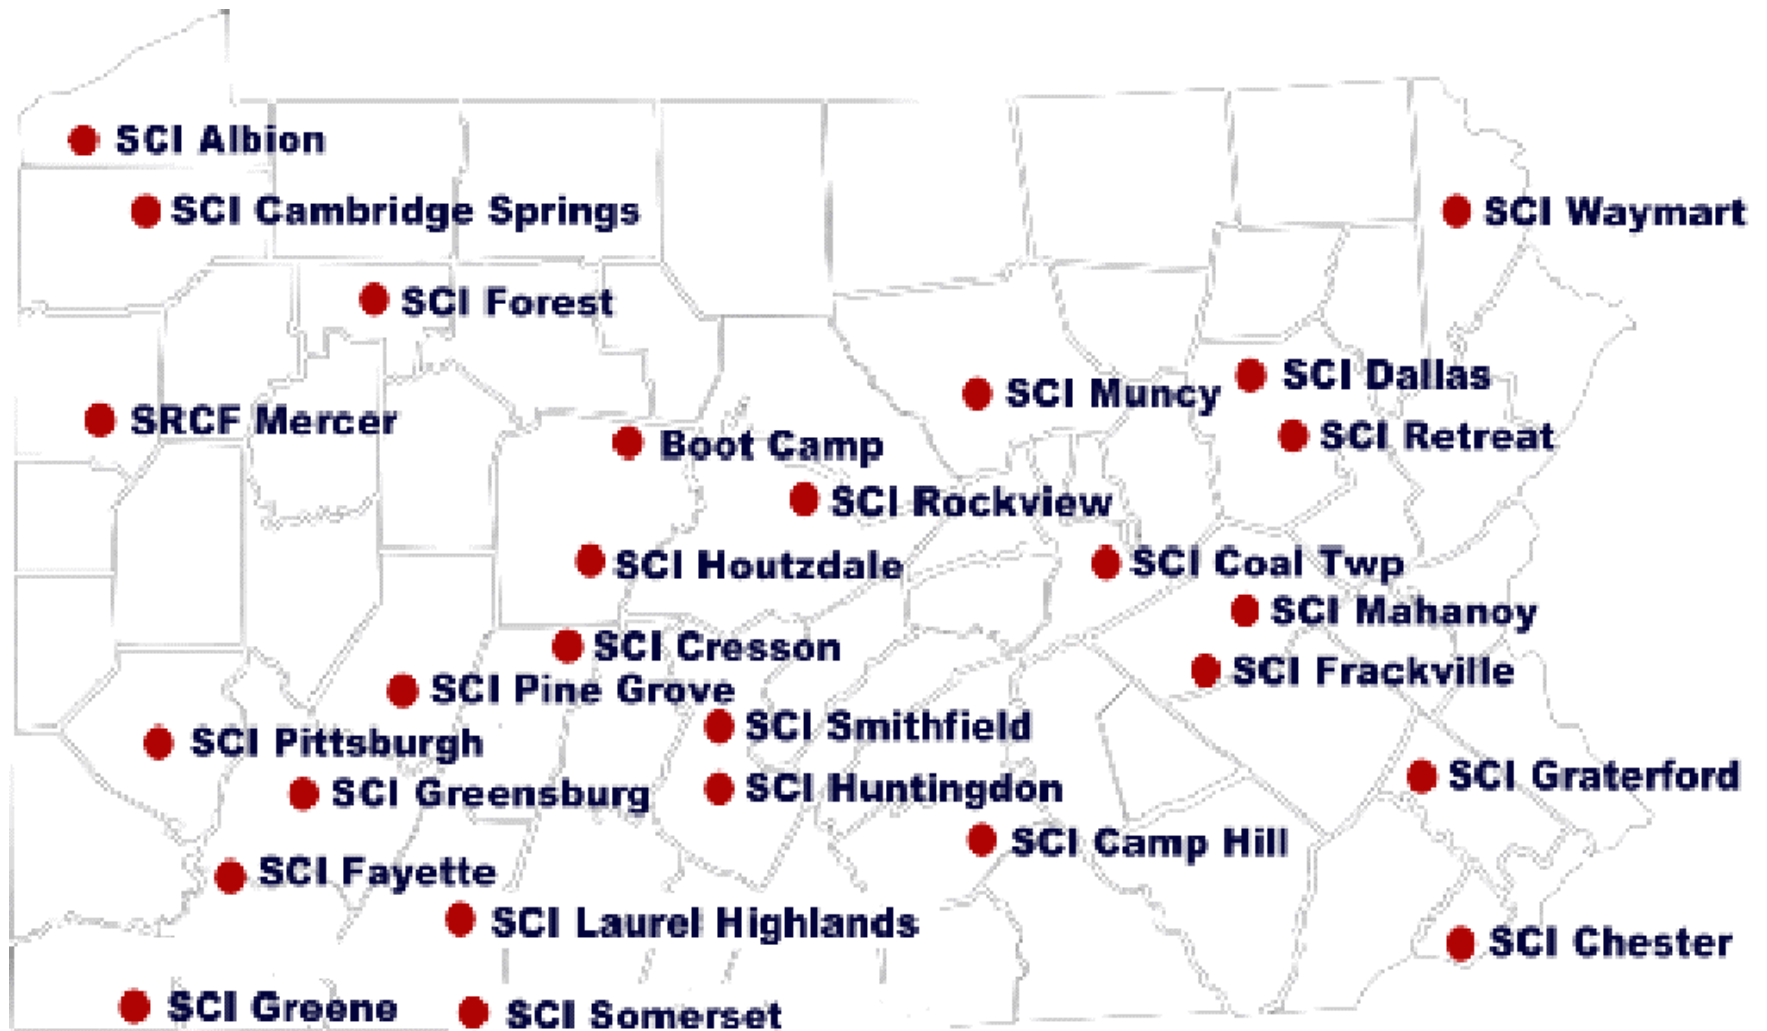 SCI Albion
SCI Cambridge Springs
SCI Waymart
SCI Forest
SCI Dallas
SCI Muncy
SRCF Mercer
SCI Retreat
Boot Camp
SCI Rockview
SCI Coal Twp
SCI Houtzdale
SCI Mahanoy
SCI Cresson
SCI Frackville
SCI Pine Grove
SCI Smithfield
SCI Pittsburgh
SCI Graterford
SCI Huntingdon
SCI Greensburg
SCI Camp Hill
SCI Fayette
SCI Laurel Highlands
SCI Chester
SCI Greene
SCI Somerset